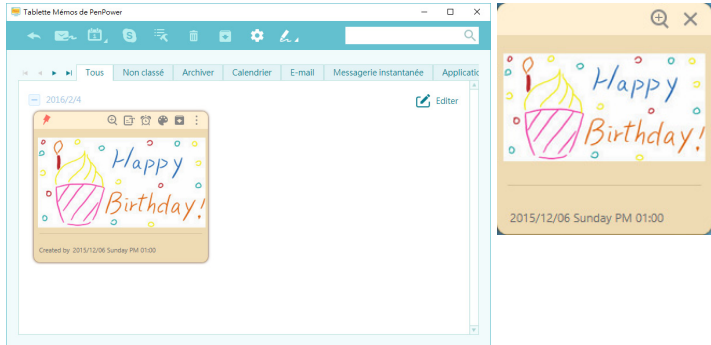 Tablette Mémos de PenPower
Tous Non classé Archiver Calendrier E-mail Messagerie instantanée Applicatic
2016/2/4
Editer
Happy
Birthday!
Created by 2015/12/06 Sunday PM 01:00
Happy
Birthday!
2015/12/06 Sunday PM 01:00